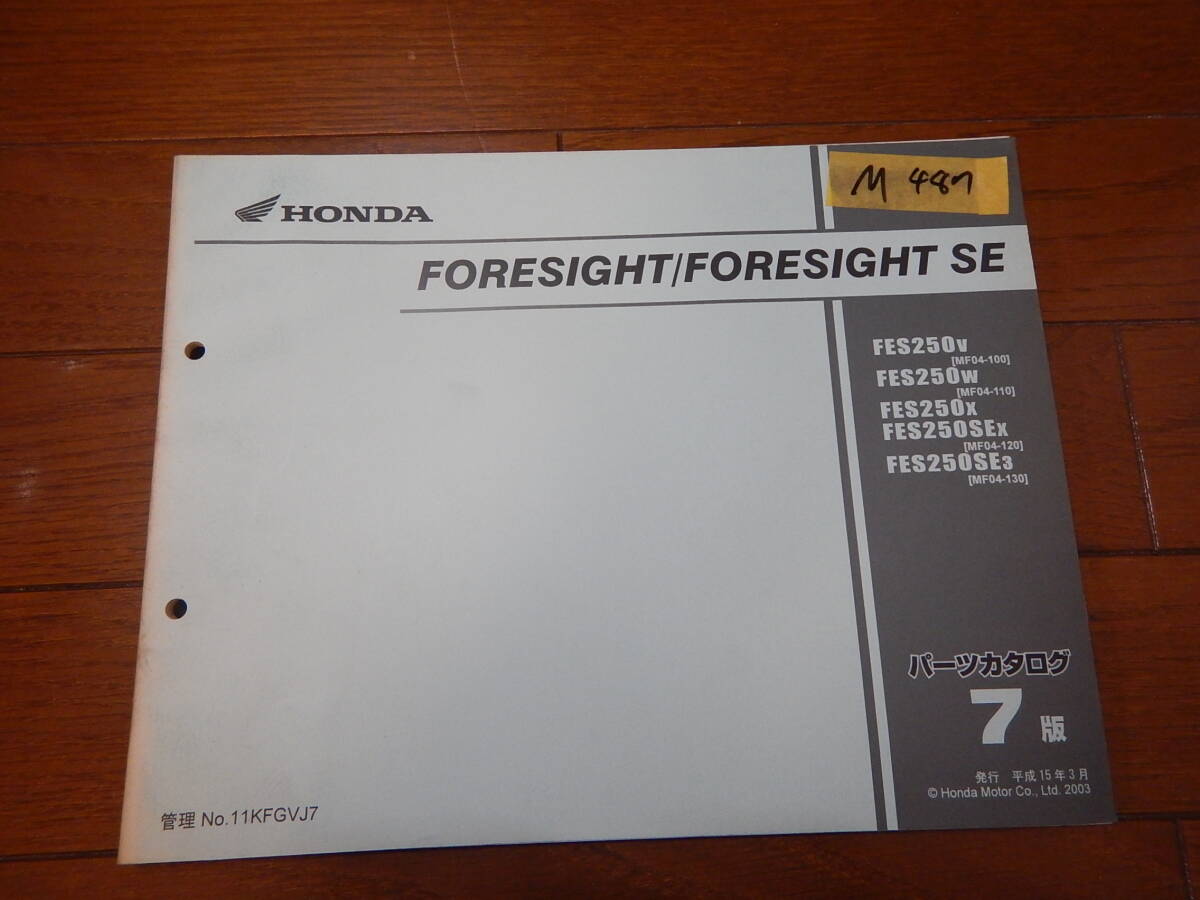 M 487
HONDA
FORESIGHT/FORESIGHT SE
FES250V
[MF04-100]
FES250W
[MF04-110]
FES250X
FES250SEX
[MF04-120]
FES250SE3
[MF04-130]
パーツカタログ
7版
発行 平成15年3月
© Honda Motor Co., Ltd. 2003
管理 No.11KFGVJ7